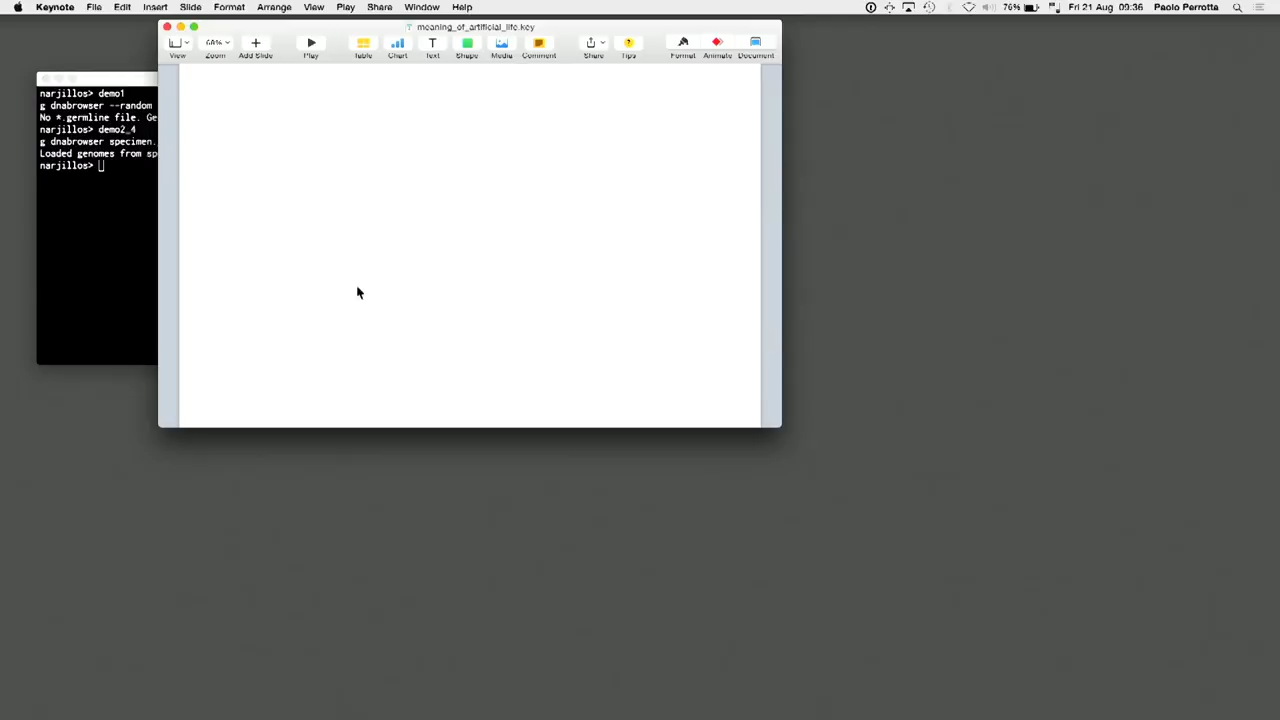 Keynote File Edit Insert Slide Format Arrange View Play Share Window Help 76% Fri 21 Aug 09:36 Paolo Perrotta
meaning_of_artificial_life.key
68%
View Zoom Add Slide Play Table Chart Text Shape Media Comment Share Tips Format Animate Document
narjillos> demo1
g dnabrowser --random
No *.germline file. Ge
narjillos> demo2_4
g dnabrowser specimen.
Loaded genomes from sp
narjillos>